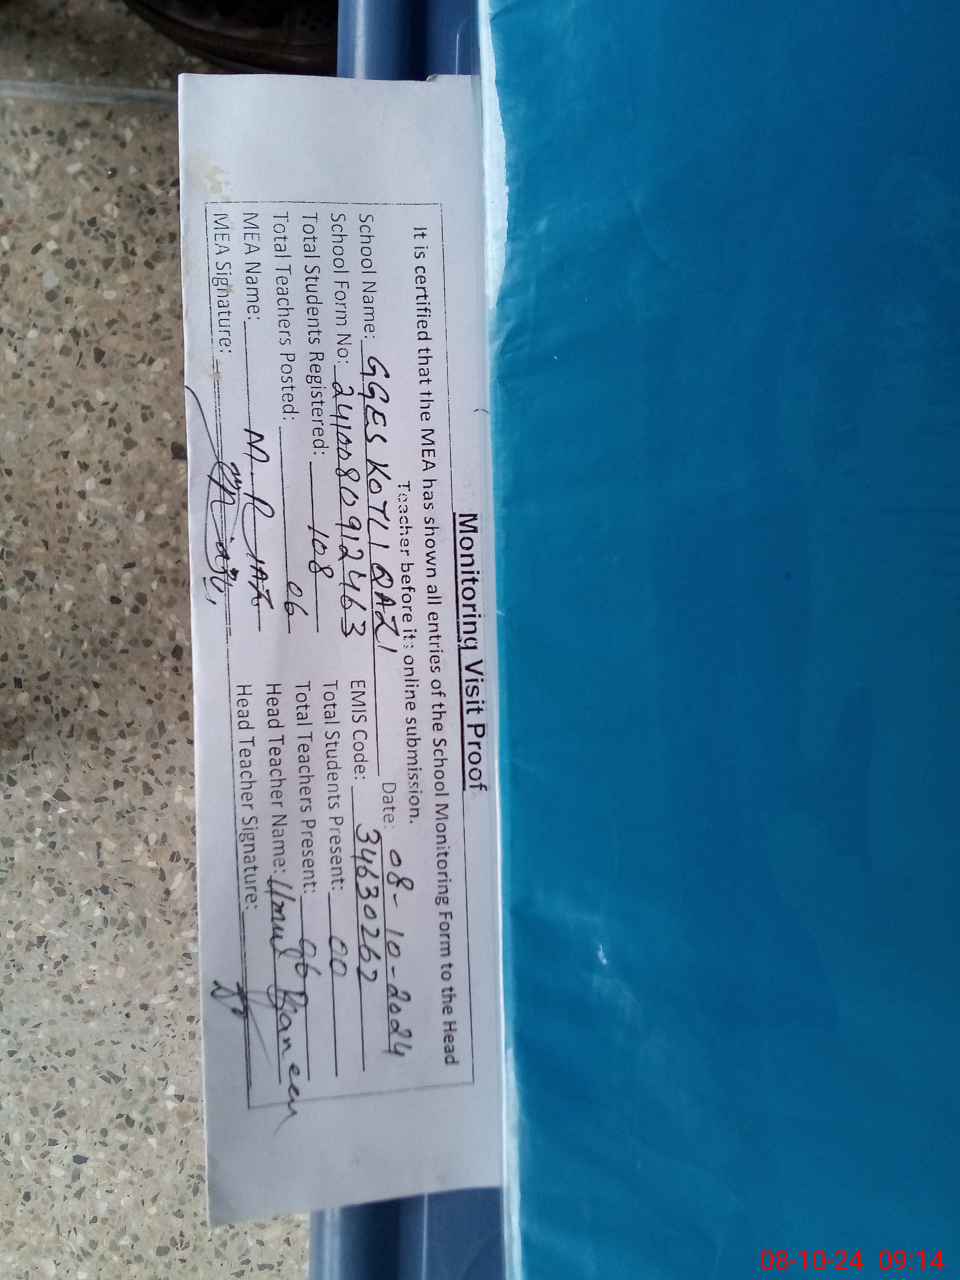 Monitoring Visit Proof
It is certified that the MEA has shown all entries of the School Monitoring Form to the Head
Teacher before its online submission.
Date: 08-10-2024
School Name: GGES KOTLI QAZI EMIS Code: 34630262
School Form No: 2410080912463 Total Students Present: 00
Total Students Registered: 108 Total Teachers Present: 06
Total Teachers Posted: 06 Head Teacher Name:
MEA Name: Head Teacher Signature:
MEA Signature:
08-10-24 09:14